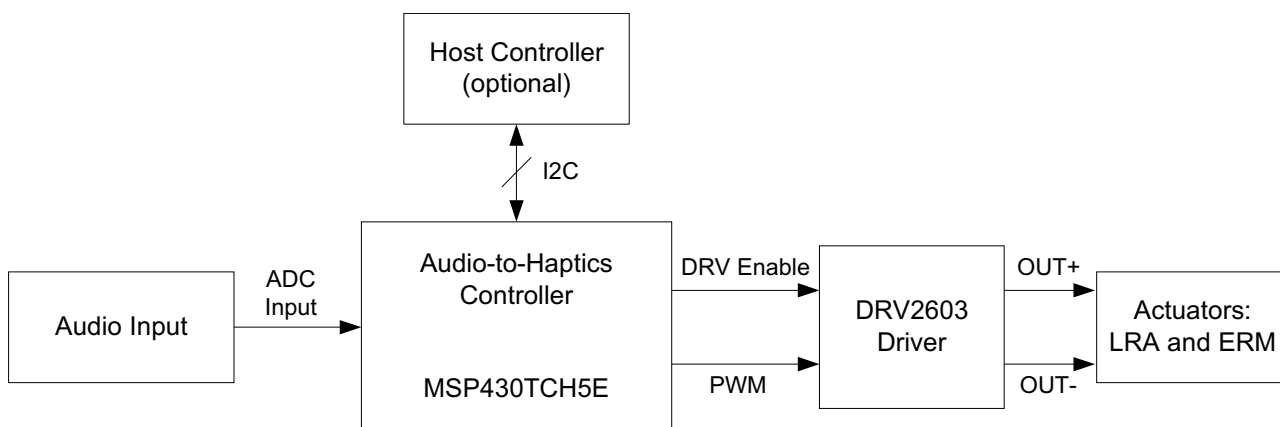 Host Controller
(optional)
I2C
Audio Input
ADC
Input
Audio-to-Haptics
Controller
MSP430TCH5E
DRV Enable
PWM
DRV2603
Driver
OUT+
OUT-
Actuators:
LRA and ERM